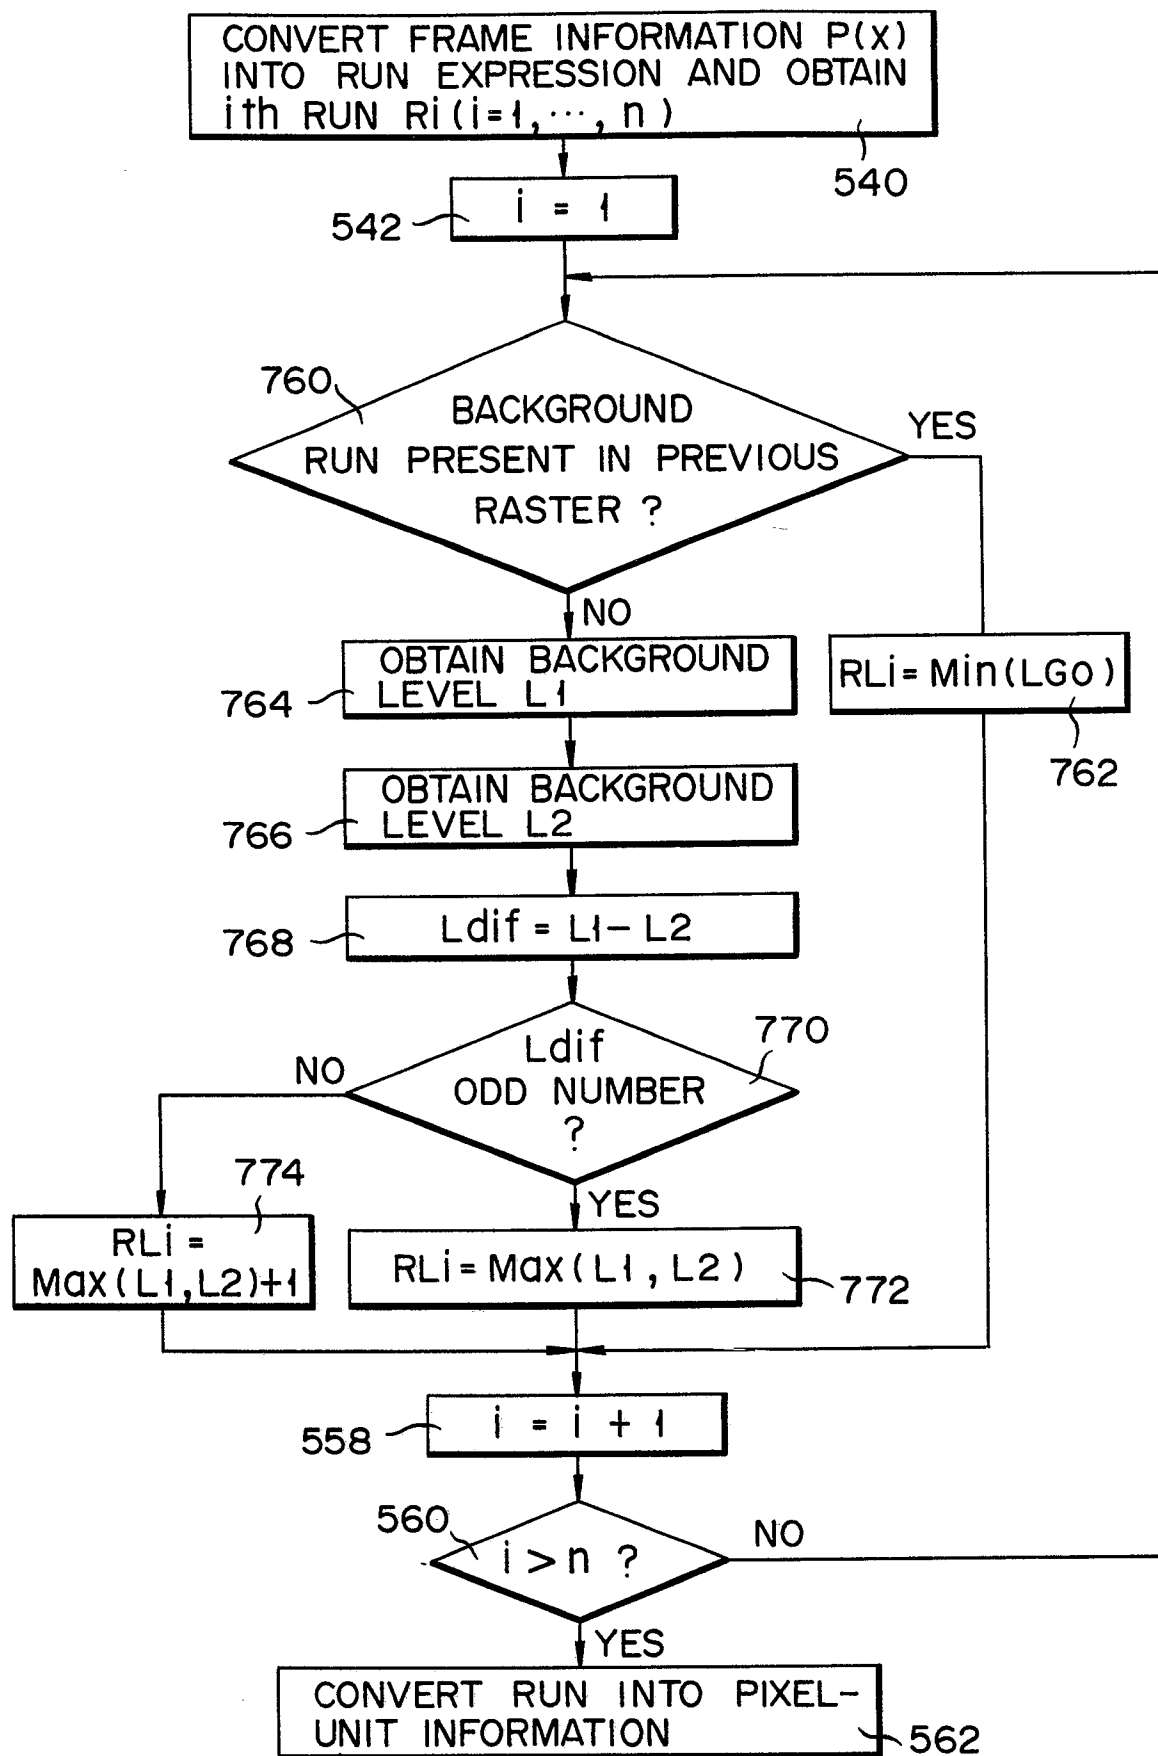 CONVERT FRAME INFORMATION P(x)
INTO RUN EXPRESSION AND OBTAIN
ith RUN Ri(i=1, ···, n)
540
i = 1
542
760
BACKGROUND
RUN PRESENT IN PREVIOUS
RASTER ?
YES
NO
OBTAIN BACKGROUND
LEVEL L1
764
RLi=Min(LGo)
762
OBTAIN BACKGROUND
LEVEL L2
766
Ldif = L1- L2
768
Ldif
ODD NUMBER
?
770
NO
YES
774
RLi =
Max(L1,L2)+1
RLi=Max(L1, L2)
772
i = i + 1
558
560
i > n ?
NO
YES
CONVERT RUN INTO PIXEL-
UNIT INFORMATION
562